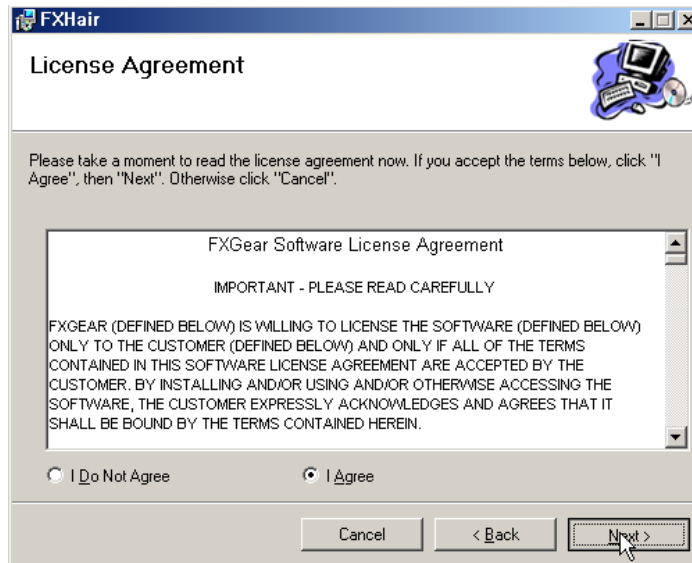 FXHair
License Agreement
Please take a moment to read the license agreement now. If you accept the terms below, click "I
Agree", then "Next". Otherwise click "Cancel".
FXGear Software License Agreement
IMPORTANT - PLEASE READ CAREFULLY
FXGEAR (DEFINED BELOW) IS WILLING TO LICENSE THE SOFTWARE (DEFINED BELOW)
ONLY TO THE CUSTOMER (DEFINED BELOW) AND ONLY IF ALL OF THE TERMS
CONTAINED IN THIS SOFTWARE LICENSE AGREEMENT ARE ACCEPTED BY THE
CUSTOMER. BY INSTALLING AND/OR USING AND/OR OTHERWISE ACCESSING THE
SOFTWARE, THE CUSTOMER EXPRESSLY ACKNOWLEDGES AND AGREES THAT IT
SHALL BE BOUND BY THE TERMS CONTAINED HEREIN.
I Do Not Agree
I Agree
Cancel
< Back
Next >